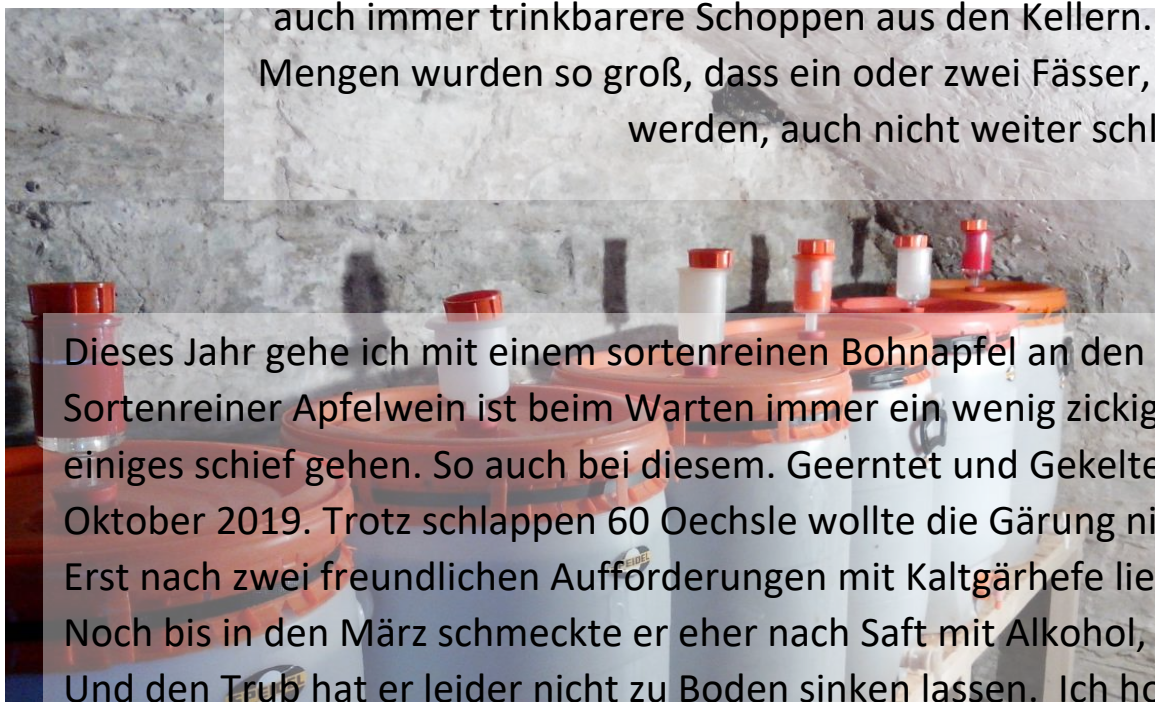 auch immer trinkbarere Schoppen aus den Kellern.
Mengen wurden so groß, dass ein oder zwei Fässer,
werden, auch nicht weiter schl
Dieses Jahr gehe ich mit einem sortenreinen Bohnapfel an den
Sortenreiner Apfelwein ist beim Warten immer ein wenig zickig
einiges schief gehen. So auch bei diesem. Geerntet und Gekelte
Oktober 2019. Trotz schlappen 60 Oechsle wollte die Gärung ni
Erst nach zwei freundlichen Aufforderungen mit Kaltgärhefe lie
Noch bis in den März schmeckte er eher nach Saft mit Alkohol,
Und den Trub hat er leider nicht zu Boden sinken lassen. Ich ho